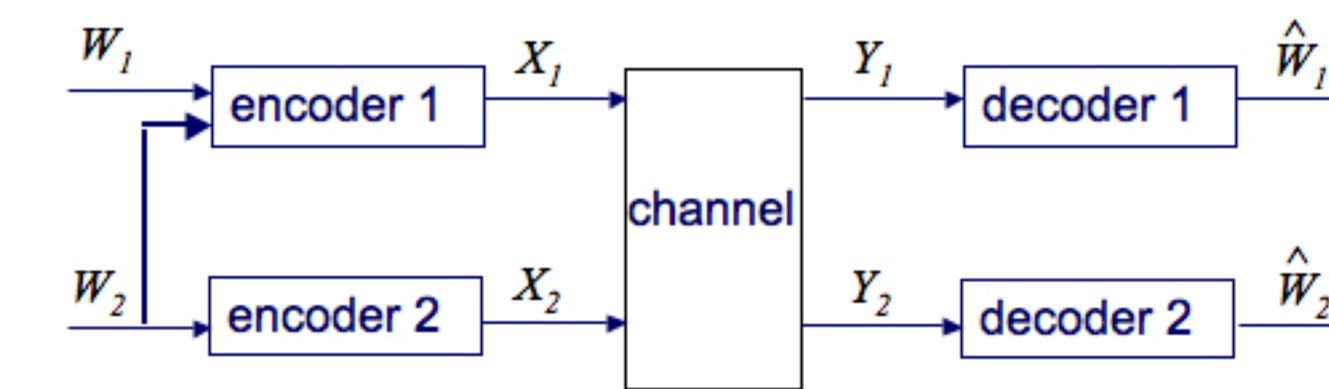 W₁ X₁ Y₁ Ŵ₁
encoder 1 decoder 1
channel
W₂ X₂ Y₂ Ŵ₂
encoder 2 decoder 2